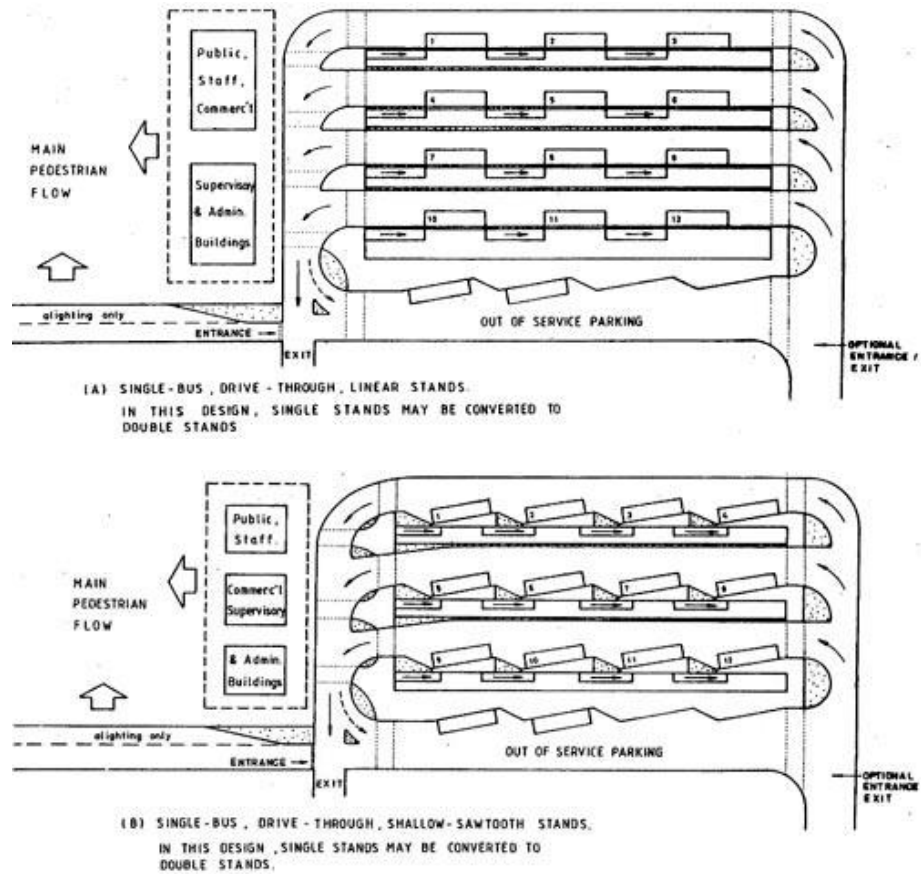 Public,
Staff,
Commerc'l
MAIN
PEDESTRIAN
FLOW
Supervisory
& Admin.
Buildings
1
2
3
4
5
6
7
8
9
10
11
12
alighting only
ENTRANCE
EXIT
OUT OF SERVICE PARKING
OPTIONAL
ENTRANCE /
EXIT
(A) SINGLE-BUS, DRIVE-THROUGH, LINEAR STANDS.
IN THIS DESIGN, SINGLE STANDS MAY BE CONVERTED TO
DOUBLE STANDS
Public,
Staff.
MAIN
PEDESTRIAN
FLOW
Commerc'l
Supervisory
& Admin.
Buildings
1
2
3
4
5
6
7
8
9
10
11
12
alighting only
ENTRANCE
EXIT
OUT OF SERVICE PARKING
OPTIONAL
ENTRANCE
EXIT
(B) SINGLE-BUS, DRIVE-THROUGH, SHALLOW-SAWTOOTH STANDS.
IN THIS DESIGN, SINGLE STANDS MAY BE CONVERTED TO
DOUBLE STANDS.